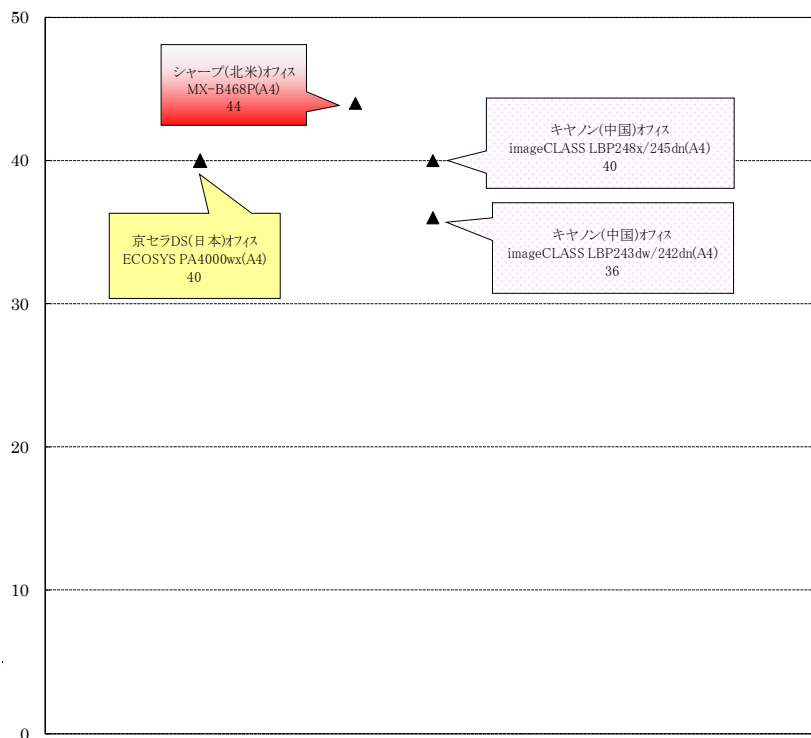 50
シャープ(北米)オフィス
MX-B468P(A4)
44
キヤノン(中国)オフィス
imageCLASS LBP248x/245dn(A4)
40
40
京セラDS(日本)オフィス
ECOSYS PA4000wx(A4)
40
キヤノン(中国)オフィス
imageCLASS LBP243dw/242dn(A4)
36
30
20
10
0